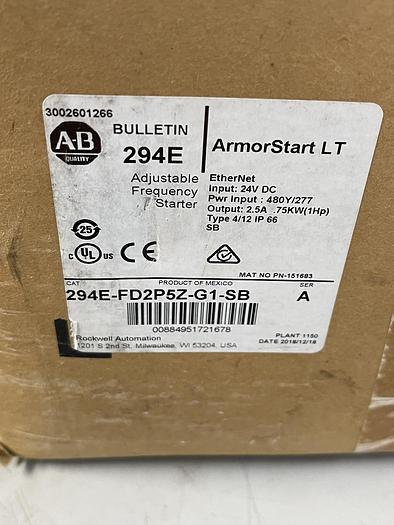 3002601266
A-B
QUALITY
BULLETIN
294E
Adjustable
Frequency
Starter
ArmorStart LT
EtherNet
Input: 24V DC
Pwr Input : 480Y/277
Output: 2.5A .75KW(1Hp)
Type 4/12 IP 66
SB
25
c UL us CE
MAT NO PN-151683
CAT
PRODUCT OF MEXICO
SER
294E-FD2P5Z-G1-SB
A
00884951721678
Rockwell Automation
1201 S 2nd St. Milwaukee, WI 53204, USA
PLANT 1150
DATE 2018/12/18